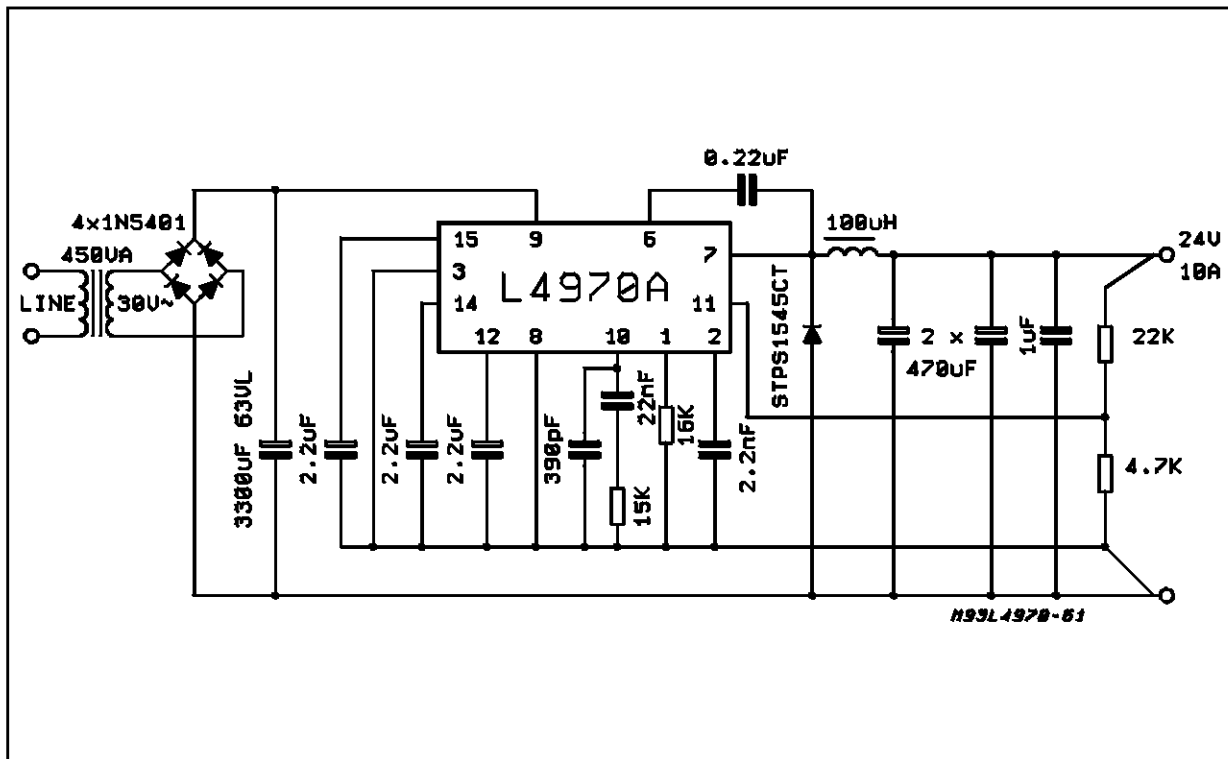 0.22uF
4x1N5401
450VA
LINE
30V~
3300uF 63VL
2.2uF
2.2uF
2.2uF
15
3
14
9
6
7
11
L4970A
12
8
10
1
2
390pF
22nF
15K
16K
2.2nF
STPS1545CT
100uH
2 x
470uF
1uF
24V
10A
22K
4.7K
M93L4970-61